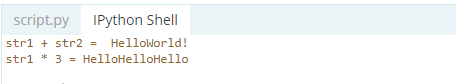 script.py IPython Shell
str1 + str2 =  HelloWorld!
str1 * 3 = HelloHelloHello